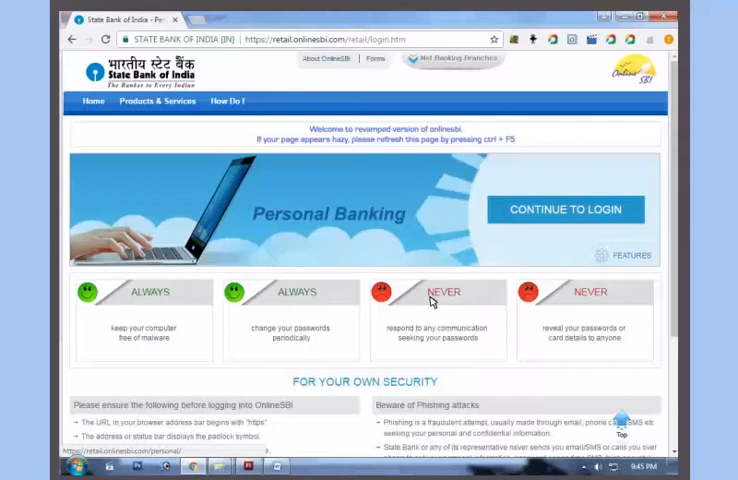 State Bank of India - Pers
STATE BANK OF INDIA [IN]
https://retail.onlinesbi.com/retail/login.htm
भारतीय स्टेट बैंक
State Bank of India
The Banker to Every Indian
About OnlineSBI
Forms
Net Banking Branches
Online SBI
Home
Products & Services
How Do I
Welcome to revamped version of onlinesbi.
If your page appears hazy, please refresh this page by pressing ctrl + F5
Personal Banking
CONTINUE TO LOGIN
FEATURES
ALWAYS
keep your computer
free of malware
ALWAYS
change your passwords
periodically
NEVER
respond to any communication
seeking your passwords
NEVER
reveal your passwords or
card details to anyone
FOR YOUR OWN SECURITY
Please ensure the following before logging into OnlineSBI
The URL in your browser address bar begins with "https"
The address or status bar displays the padlock symbol.
Beware of Phishing attacks
Phishing is a fraudulent attempt, usually made through email, phone calls, SMS etc
seeking your personal and confidential information.
State Bank or any of its representative never sends you email/SMS or calls you over
Top
https://retail.onlinesbi.com/personal/
9:45 PM